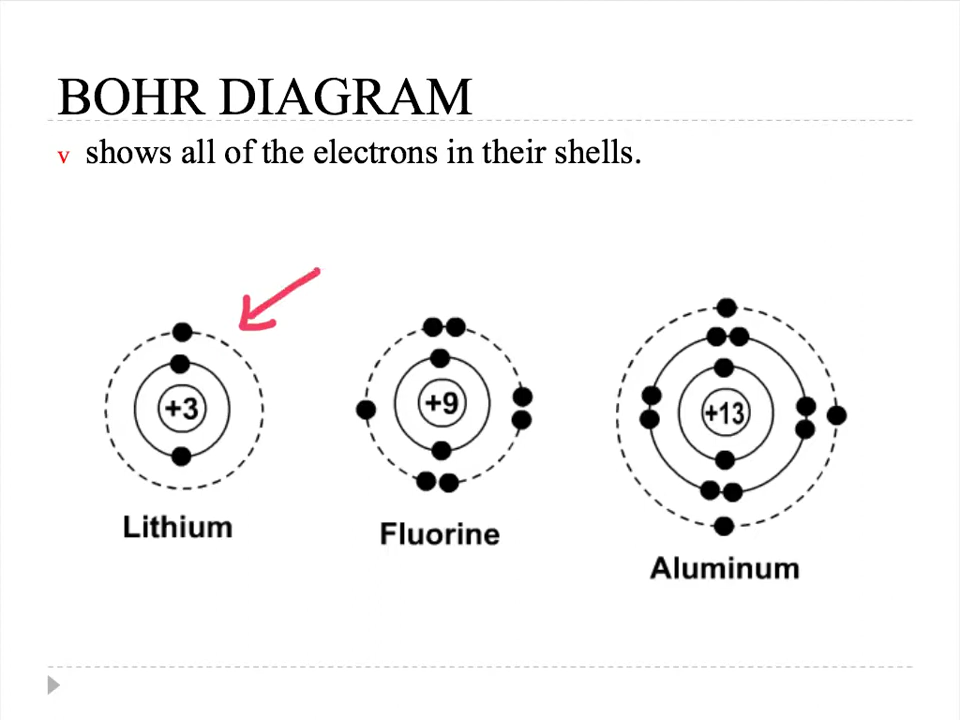 BOHR DIAGRAM
v shows all of the electrons in their shells.
+3
+9
+13
Lithium
Fluorine
Aluminum